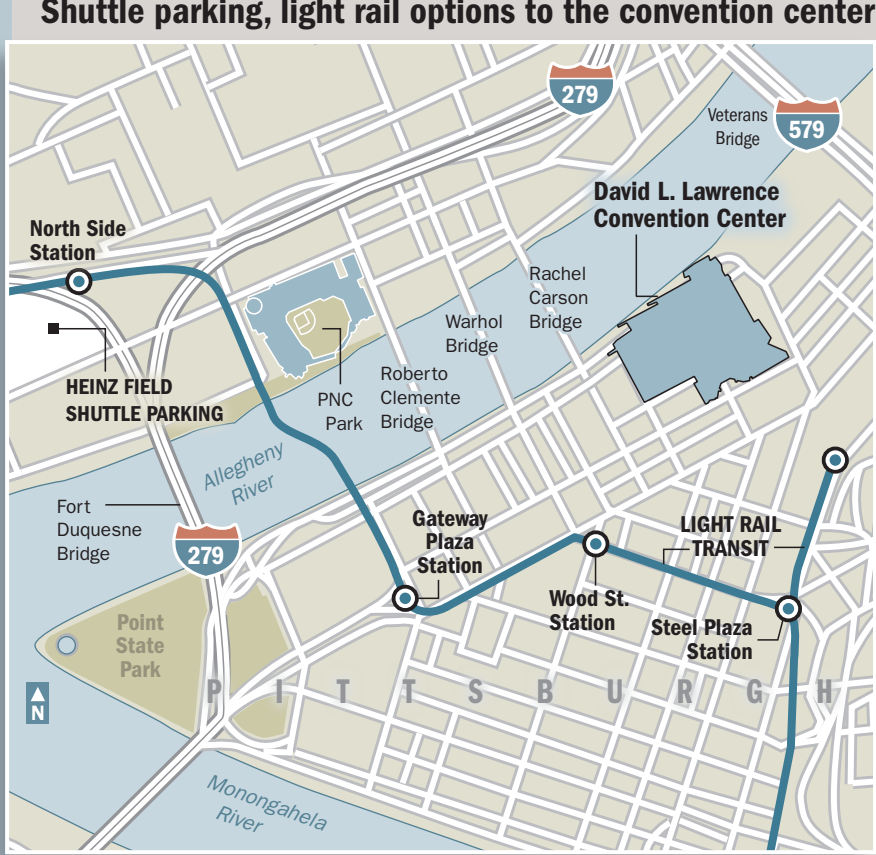 Shuttle parking, light rail options to the convention center
279
Veterans
Bridge
579
David L. Lawrence
Convention Center
North Side
Station
Rachel
Carson
Bridge
Warhol
Bridge
HEINZ FIELD
SHUTTLE PARKING
PNC
Park
Roberto
Clemente
Bridge
Allegheny
River
Fort
Duquesne
Bridge
279
Gateway
Plaza
Station
LIGHT RAIL
TRANSIT
Wood St.
Station
Steel Plaza
Station
Point
State
Park
PITTSBURGH
N
Monongahela
River